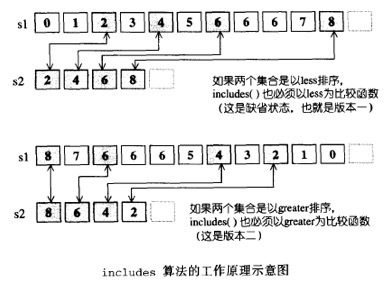 s1 0 1 2 3 4 5 6 6 6 7 8
s2 2 4 6 8
如果两个集合是以less排序，
includes()也必须以less为比较函数
（这是缺省状态，也就是版本一）
s1 8 7 6 6 6 5 4 3 2 1 0
s2 8 6 4 2
如果两个集合是以greater排序，
includes()也必须以greater为比较函数
（这是版本二）
includes 算法的工作原理示意图